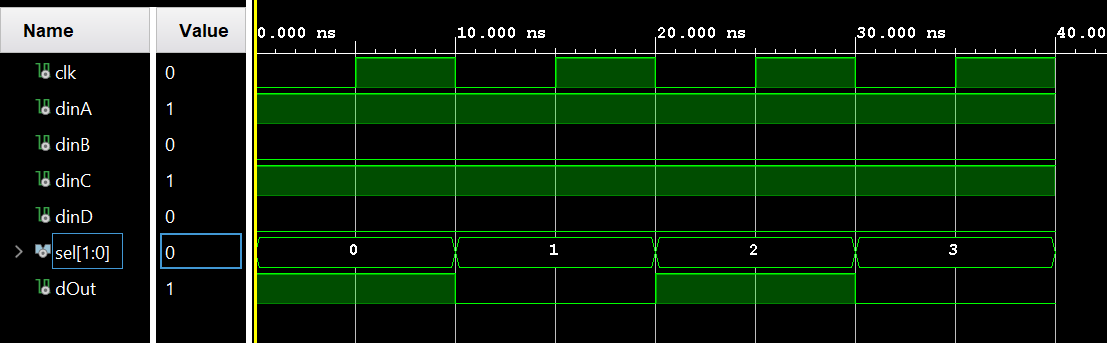 Name Value 0.000 ns 10.000 ns 20.000 ns 30.000 ns 40.00
clk 0
dinA 1
dinB 0
dinC 1
dinD 0
sel[1:0] 0 0 1 2 3
dOut 1